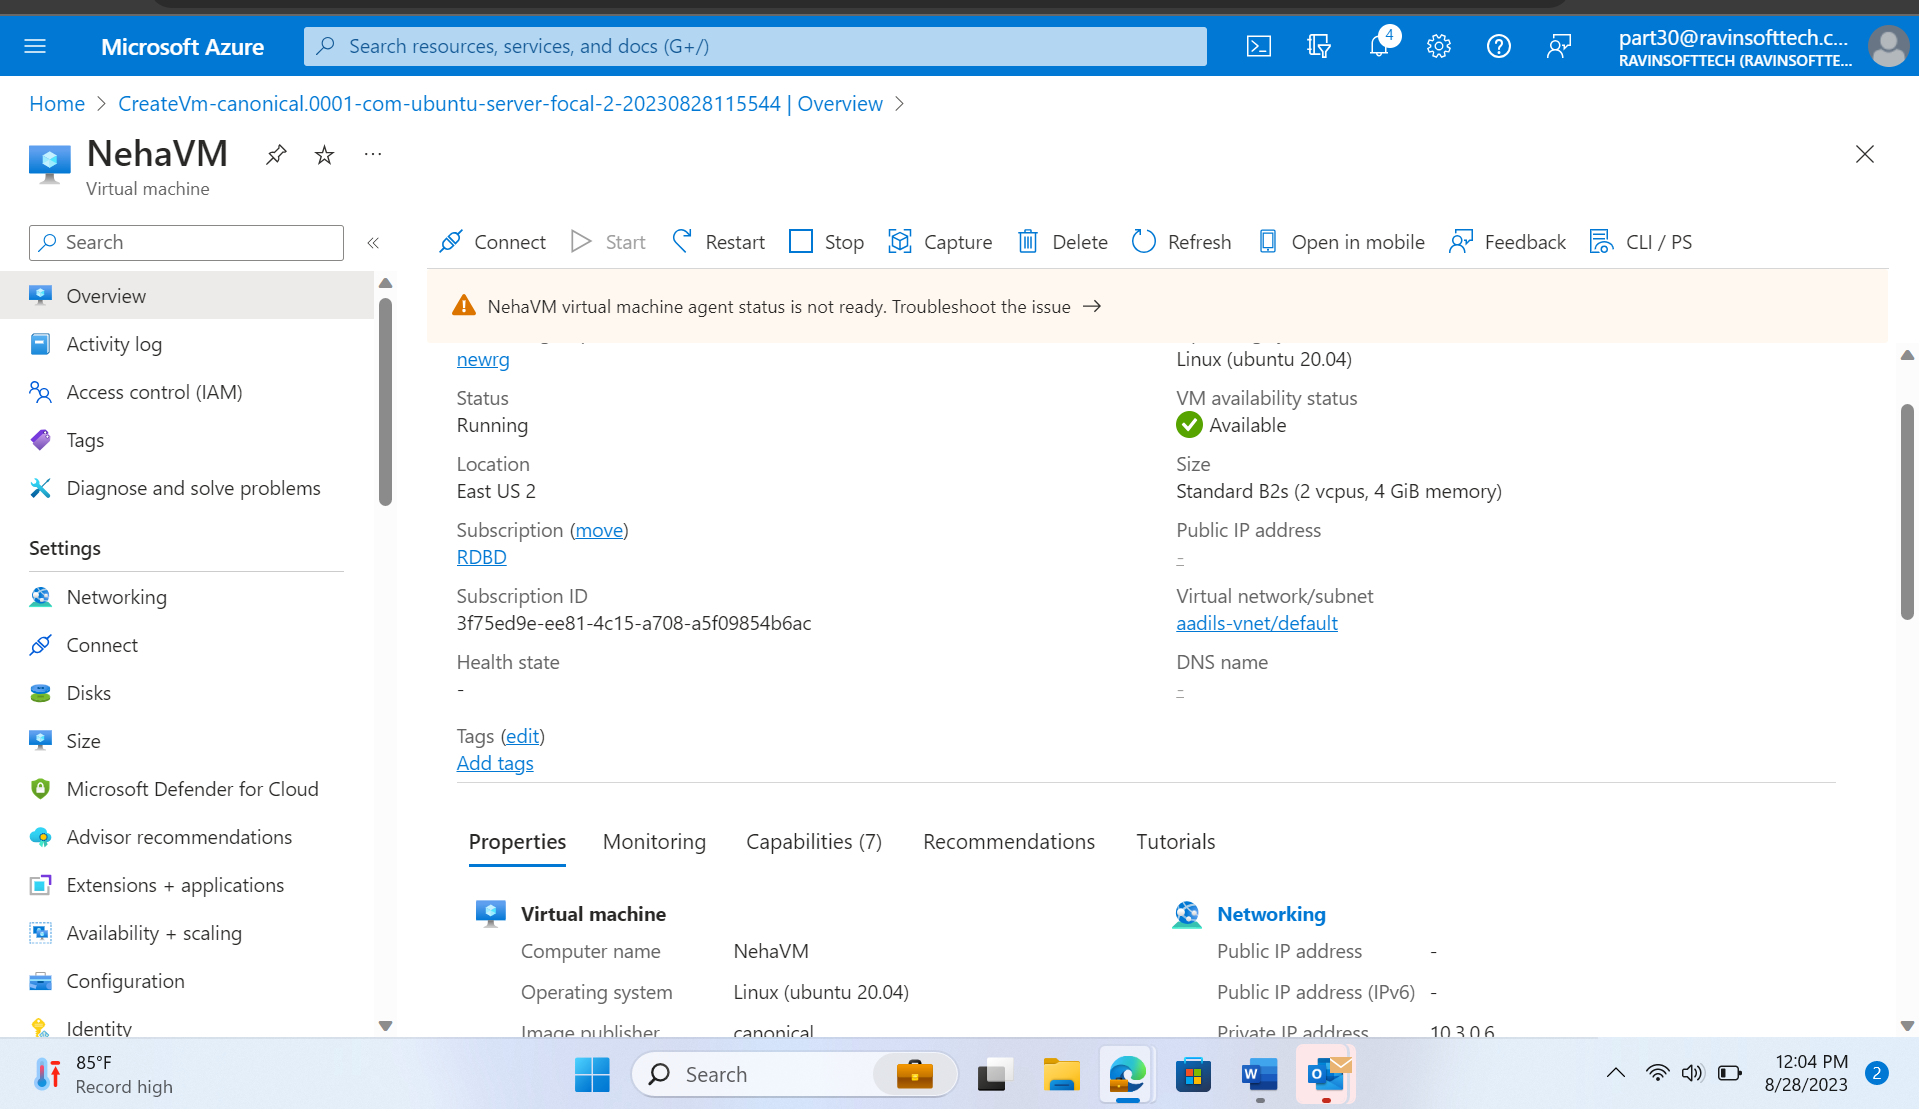 Microsoft Azure
Search resources, services, and docs (G+/)
4
part30@ravinsofttech.c...
RAVINSOFTTECH (RAVINSOFTTE...
Home > CreateVm-canonical.0001-com-ubuntu-server-focal-2-20230828115544 | Overview >
NehaVM
Virtual machine
Search
Connect
Start
Restart
Stop
Capture
Delete
Refresh
Open in mobile
Feedback
CLI / PS
Overview
Activity log
Access control (IAM)
Tags
Diagnose and solve problems
Settings
Networking
Connect
Disks
Size
Microsoft Defender for Cloud
Advisor recommendations
Extensions + applications
Availability + scaling
Configuration
Identity
NehaVM virtual machine agent status is not ready. Troubleshoot the issue →
newrg
Status
Running
Location
East US 2
Subscription (move)
RDBD
Subscription ID
3f75ed9e-ee81-4c15-a708-a5f09854b6ac
Health state
-
Tags (edit)
Add tags
Linux (ubuntu 20.04)
VM availability status
Available
Size
Standard B2s (2 vcpus, 4 GiB memory)
Public IP address
-
Virtual network/subnet
aadils-vnet/default
DNS name
-
Properties
Monitoring
Capabilities (7)
Recommendations
Tutorials
Virtual machine
Computer name NehaVM
Operating system Linux (ubuntu 20.04)
Image publisher canonical
Networking
Public IP address -
Public IP address (IPv6) -
Private IP address 10.3.0.6
85°F
Record high
Search
12:04 PM
8/28/2023
2